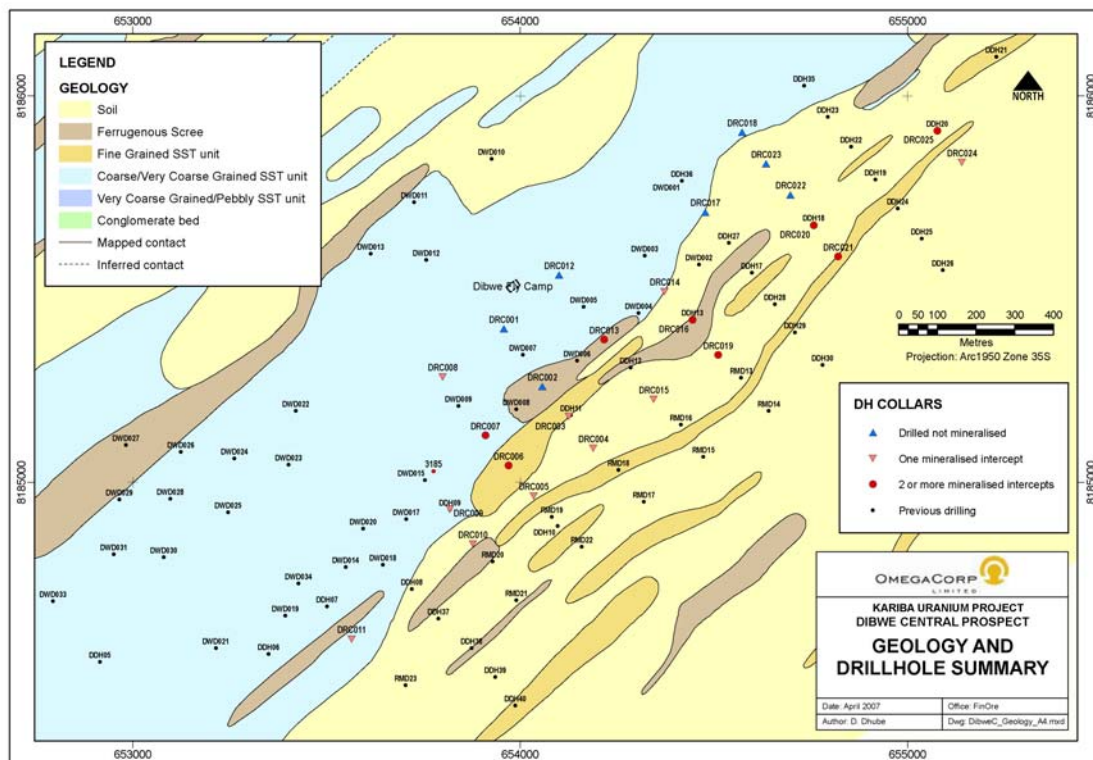 653000
654000
655000
8186000
8186000
8185000
8185000
653000
654000
655000
LEGEND
GEOLOGY
Soil
Ferrugenous Scree
Fine Grained SST unit
Coarse/Very Coarse Grained SST unit
Very Coarse Grained/Pebbly SST unit
Conglomerate bed
Mapped contact
Inferred contact
DDH21
NORTH
DDH35
DDH23
DRC018
DDH20
DRC025
DDH22
DRC024
DWD010
DRC023
DDH36
DWD001
DDH19
DRC022
DWD011
DRC017
DDH24
DDH18
DRC020
DDH25
DDH27
DWD013
DWD012
DWD003
DWD002
DRC021
DDH26
DRC012
DDH17
Dibwe Camp
DRC014
DWD005
DWD004
DDH28
DRC001
DDH13
DRC016
DRC013
DDH29
DWD007
DWD006
DRC019
DDH12
DDH30
DRC008
RMD13
DRC002
DRC015
DWD022
DWD009
DWD008
DDH11
DRC003
RMD14
RMD16
DRC007
DWD027
DWD026
DWD024
DWD023
DRC004
RMD15
DRC006
3185
RMD18
DWD015
DWD029
DWD028
DWD025
DRC005
RMD17
DDH09
DRC009
DWD017
RMD19
DWD020
DDH10
DRC010
RMD22
DWD031
DWD030
RMD20
DWD014
DWD018
DWD034
DDH08
DWD033
DDH07
RMD21
DWD019
DDH37
DRC011
DWD021
DDH06
DDH38
DDH05
RMD23
DDH39
DDH40
0 50 100 200 300 400
Metres
Projection: Arc1950 Zone 35S
DH COLLARS
Drilled not mineralised
One mineralised intercept
2 or more mineralised intercepts
Previous drilling
OMEGACORP
LIMITED
KARIBA URANIUM PROJECT
DIBWE CENTRAL PROSPECT
GEOLOGY AND
DRILLHOLE SUMMARY
Date: April 2007
Office: FinOre
Author: D. Dhube
Dwg: DibweC_Geology_A4.mxd